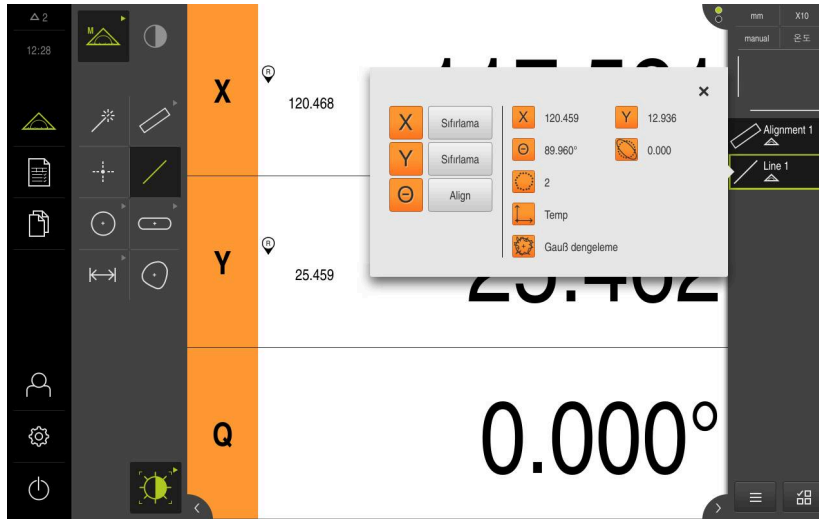 2
12:28
M
X
R
120.468
Y
R
25.459
Q
0.000°
X
Sıfırlama
Y
Sıfırlama
Θ
Align
X
120.459
Y
12.936
Θ
89.960°
0.000
2
Temp
Gauß dengeleme
mm
X10
manual
온도
Alignment 1
Line 1